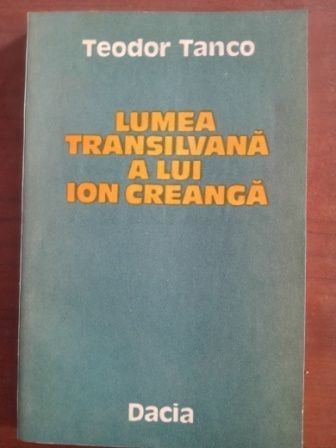 Teodor Tanco
LUMEA
TRANSILVANĂ
A LUI
ION CREANGĂ
Dacia